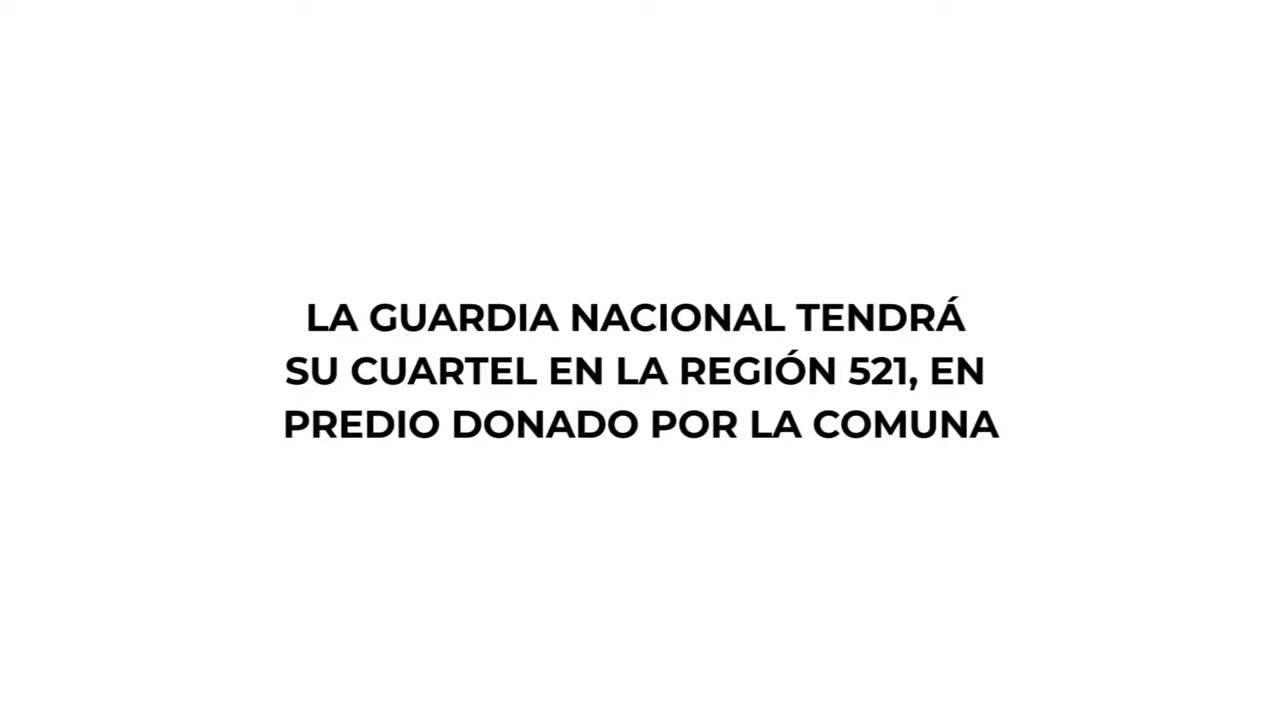 LA GUARDIA NACIONAL TENDRÁ
SU CUARTEL EN LA REGIÓN 521, EN
PREDIO DONADO POR LA COMUNA